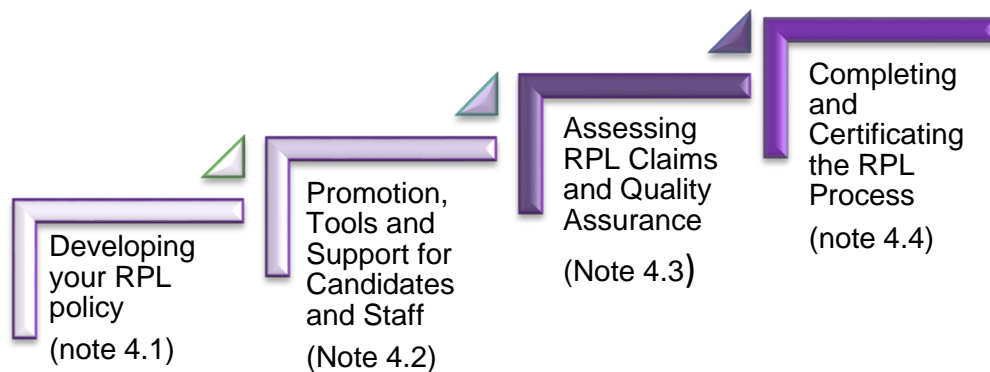 Developing
your RPL
policy
(note 4.1)
Promotion,
Tools and
Support for
Candidates
and Staff
(Note 4.2)
Assessing
RPL Claims
and Quality
Assurance
(Note 4.3)
Completing
and
Certificating
the RPL
Process
(note 4.4)